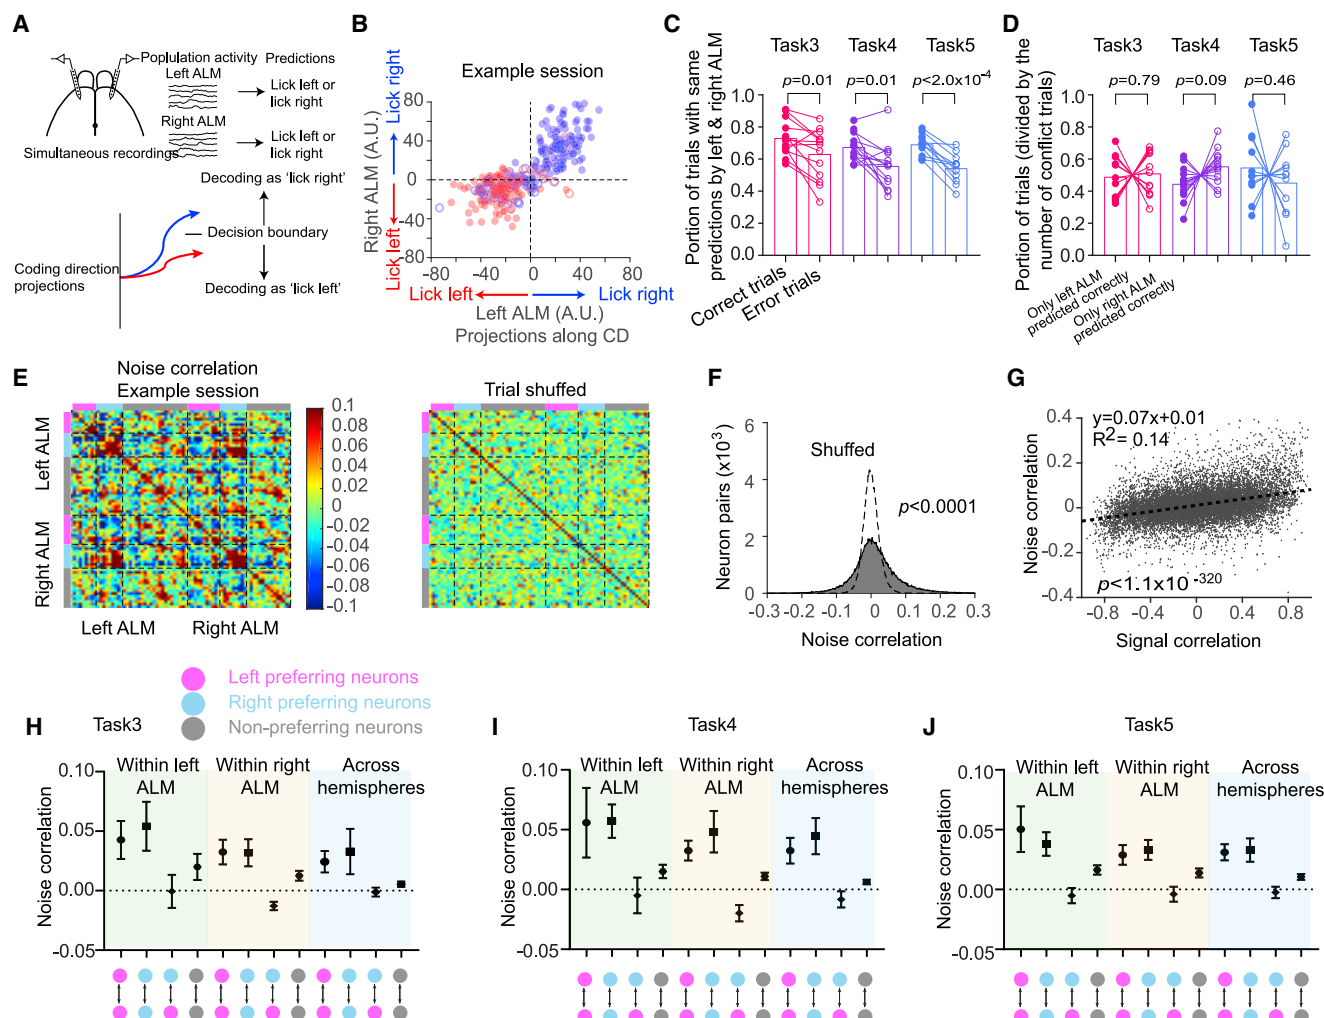 A
Poplulation activity
Predictions
Left ALM
Lick left or
lick right
Right ALM
Lick left or
lick right
Simultaneous recordings
Decoding as ‘lick right’
Decision boundary
Coding direction
projections
Decoding as ‘lick left’
B
Example session
Right ALM (A.U.)
Lick left
Lick right
80
40
0
-40
-80
-80
-40
0
40
80
Lick left
Lick right
Left ALM (A.U.)
Projections along CD
C
Task3
Task4
Task5
p=0.01
p=0.01
p<2.0x10-4
Portion of trials with same
predictions by left & right ALM
1.0
0.8
0.6
0.4
0.2
0.0
Correct trials
Error trials
D
Task3
Task4
Task5
p=0.79
p=0.09
p=0.46
Portion of trials (divided by the
number of conflict trials)
1.0
0.8
0.6
0.4
0.2
0.0
Only left ALM
predicted correctly
Only right ALM
predicted correctly
E
Noise correlation
Example session
Left ALM
Right ALM
Left ALM
Right ALM
0.1
0.08
0.06
0.04
0.02
0
-0.02
-0.04
-0.06
-0.08
-0.1
Trial shuffed
F
Shuffed
p<0.0001
Neuron pairs (x10³)
6
4
2
0
-0.3
-0.2
-0.1
0
0.1
0.2
0.3
Noise correlation
G
y=0.07x+0.01
R²= 0.14
Noise correlation
0.4
0.2
0
-0.2
0.4
p<1.1x10 -320
-0.8
-0.4
0
0.4
0.8
Signal correlation
Left preferring neurons
Right preferring neurons
Non-preferring neurons
H
Task3
Within left
ALM
Within right
ALM
Across
hemispheres
Noise correlation
0.10
0.05
0.00
-0.05
I
Task4
Within left
ALM
Within right
ALM
Across
hemispheres
Noise correlation
0.10
0.05
0.00
-0.05
J
Task5
Within left
ALM
Within right
ALM
Across
hemispheres
Noise correlation
0.10
0.05
0.00
-0.05